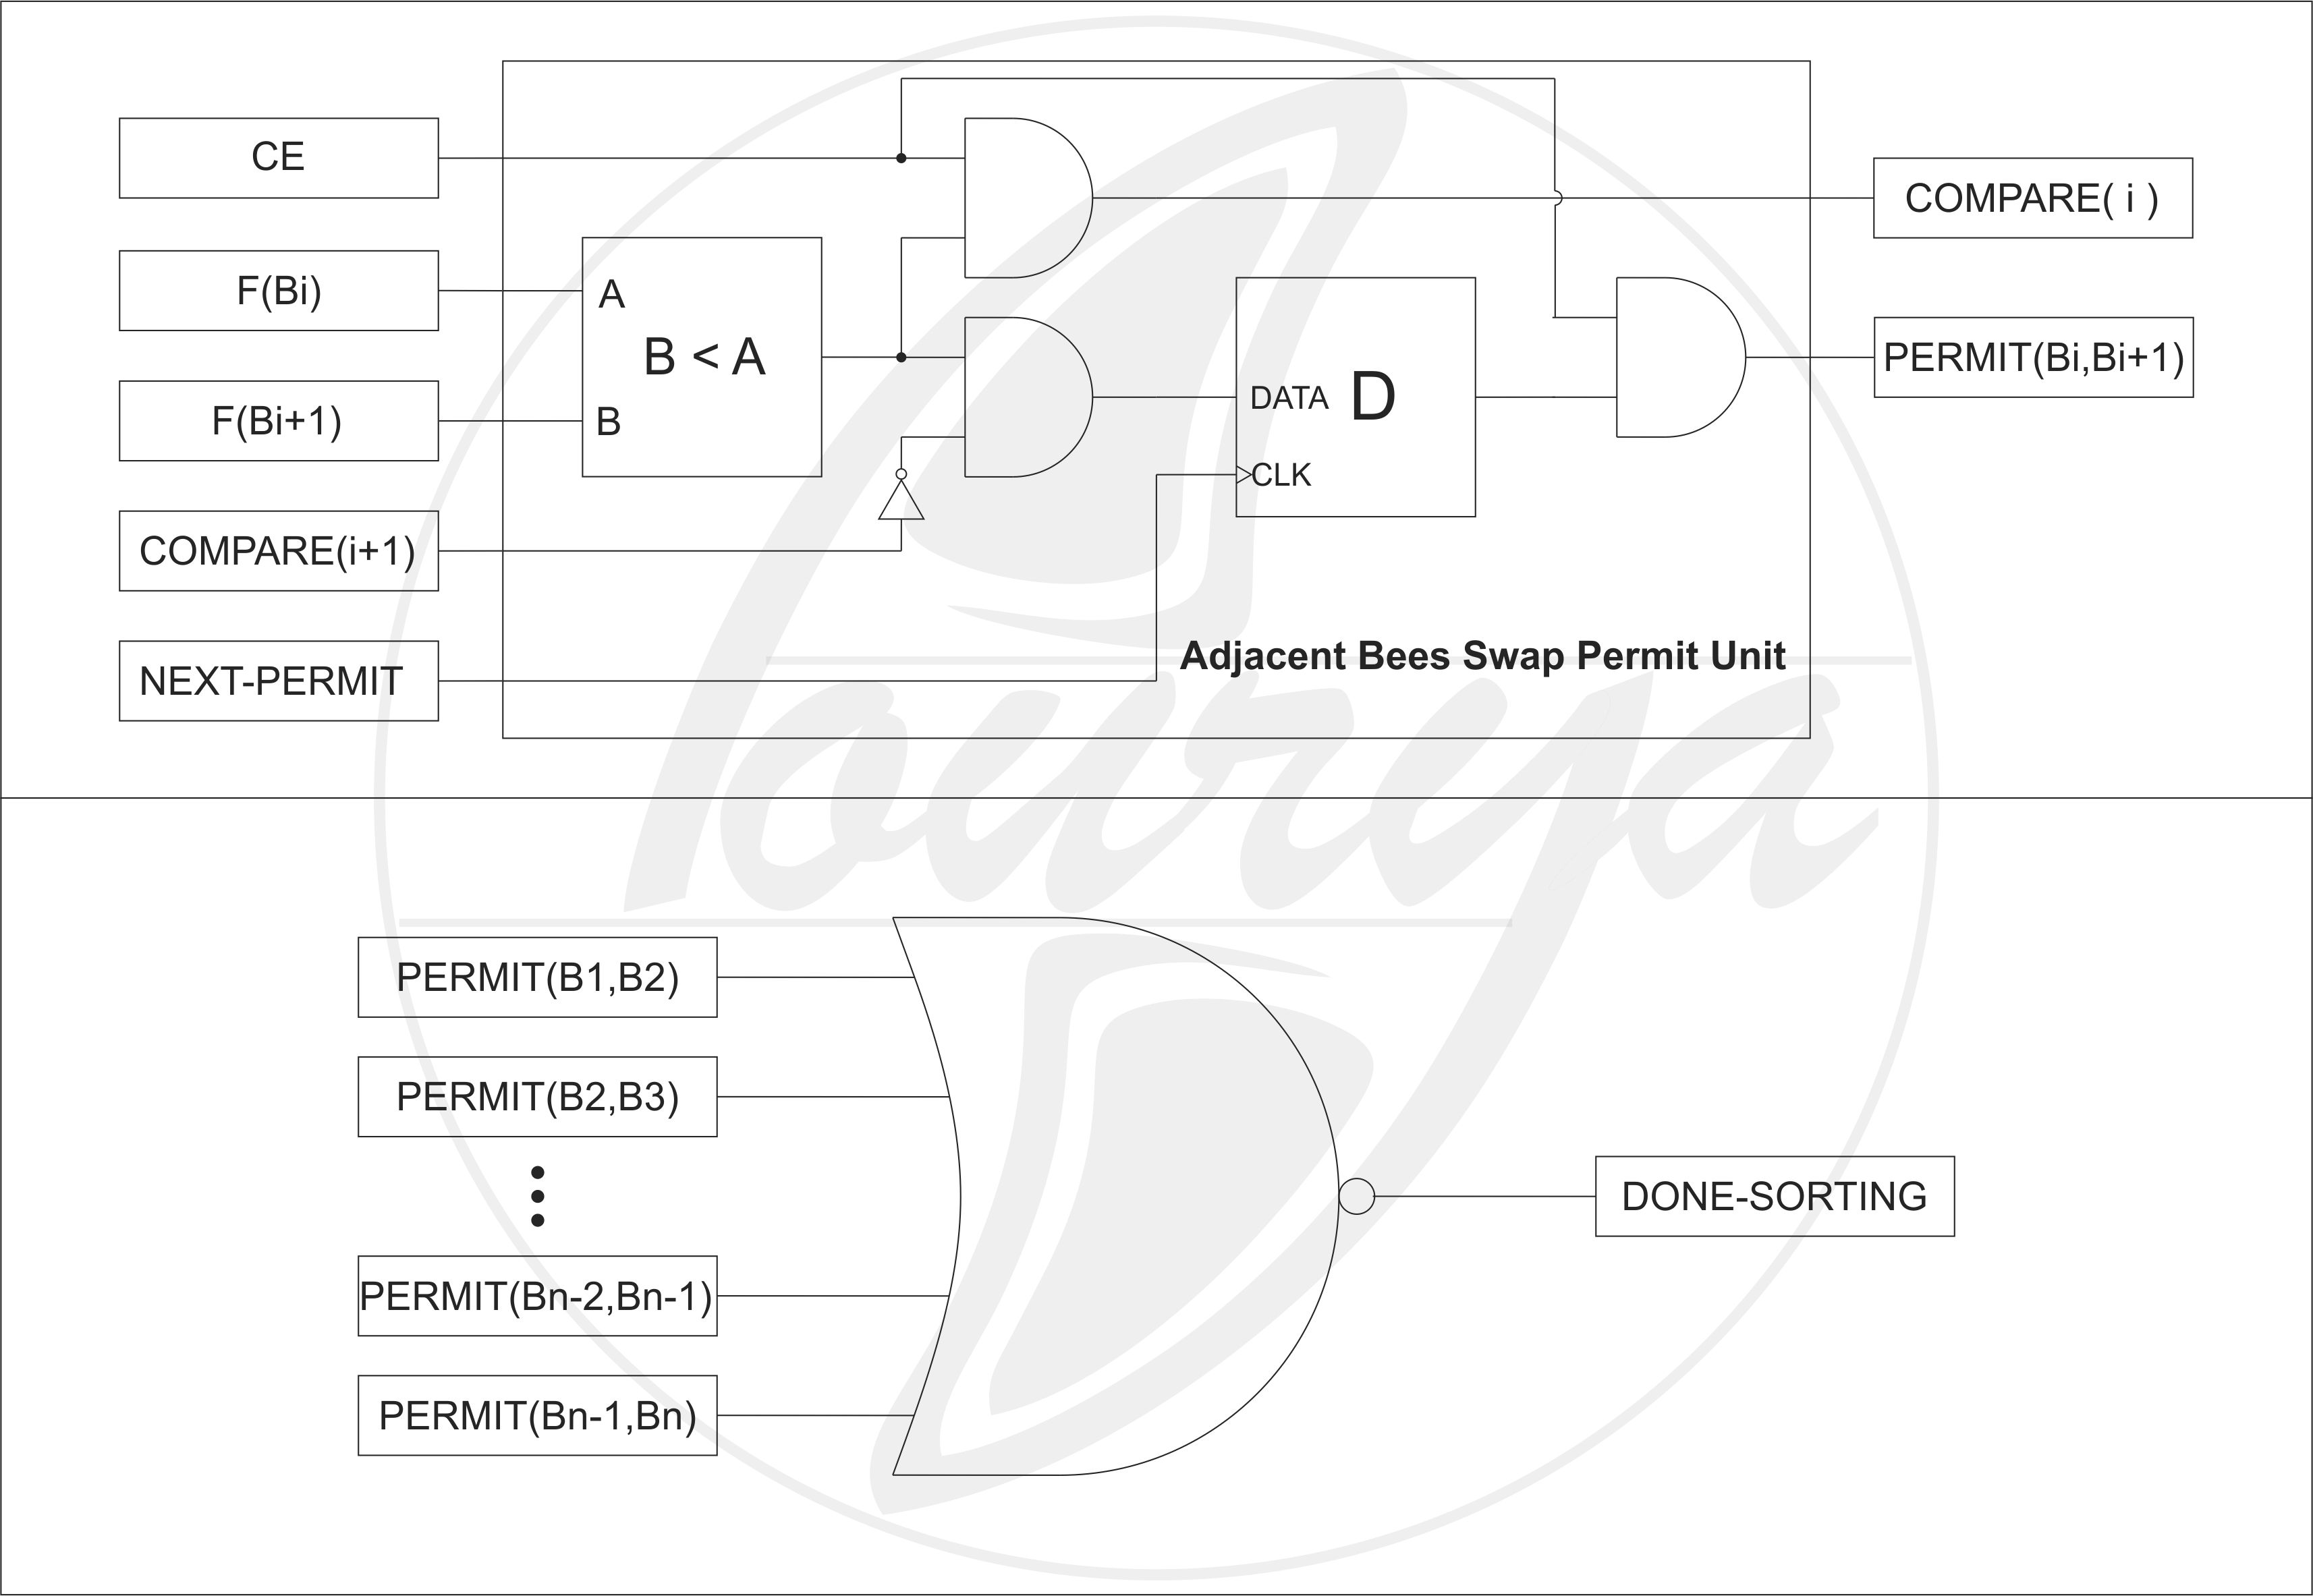 CE
COMPARE( i )
F(Bi)
A
B < A
PERMIT(Bi,Bi+1)
DATA D
F(Bi+1)
B
CLK
COMPARE(i+1)
Adjacent Bees Swap Permit Unit
NEXT-PERMIT
Pourya
PERMIT(B1,B2)
PERMIT(B2,B3)
DONE-SORTING
PERMIT(Bn-2,Bn-1)
PERMIT(Bn-1,Bn)